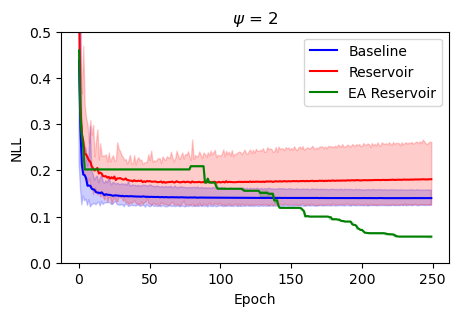 ψ = 2
NLL
0.5
0.4
0.3
0.2
0.1
0.0
Baseline
Reservoir
EA Reservoir
0
50
100
150
200
250
Epoch